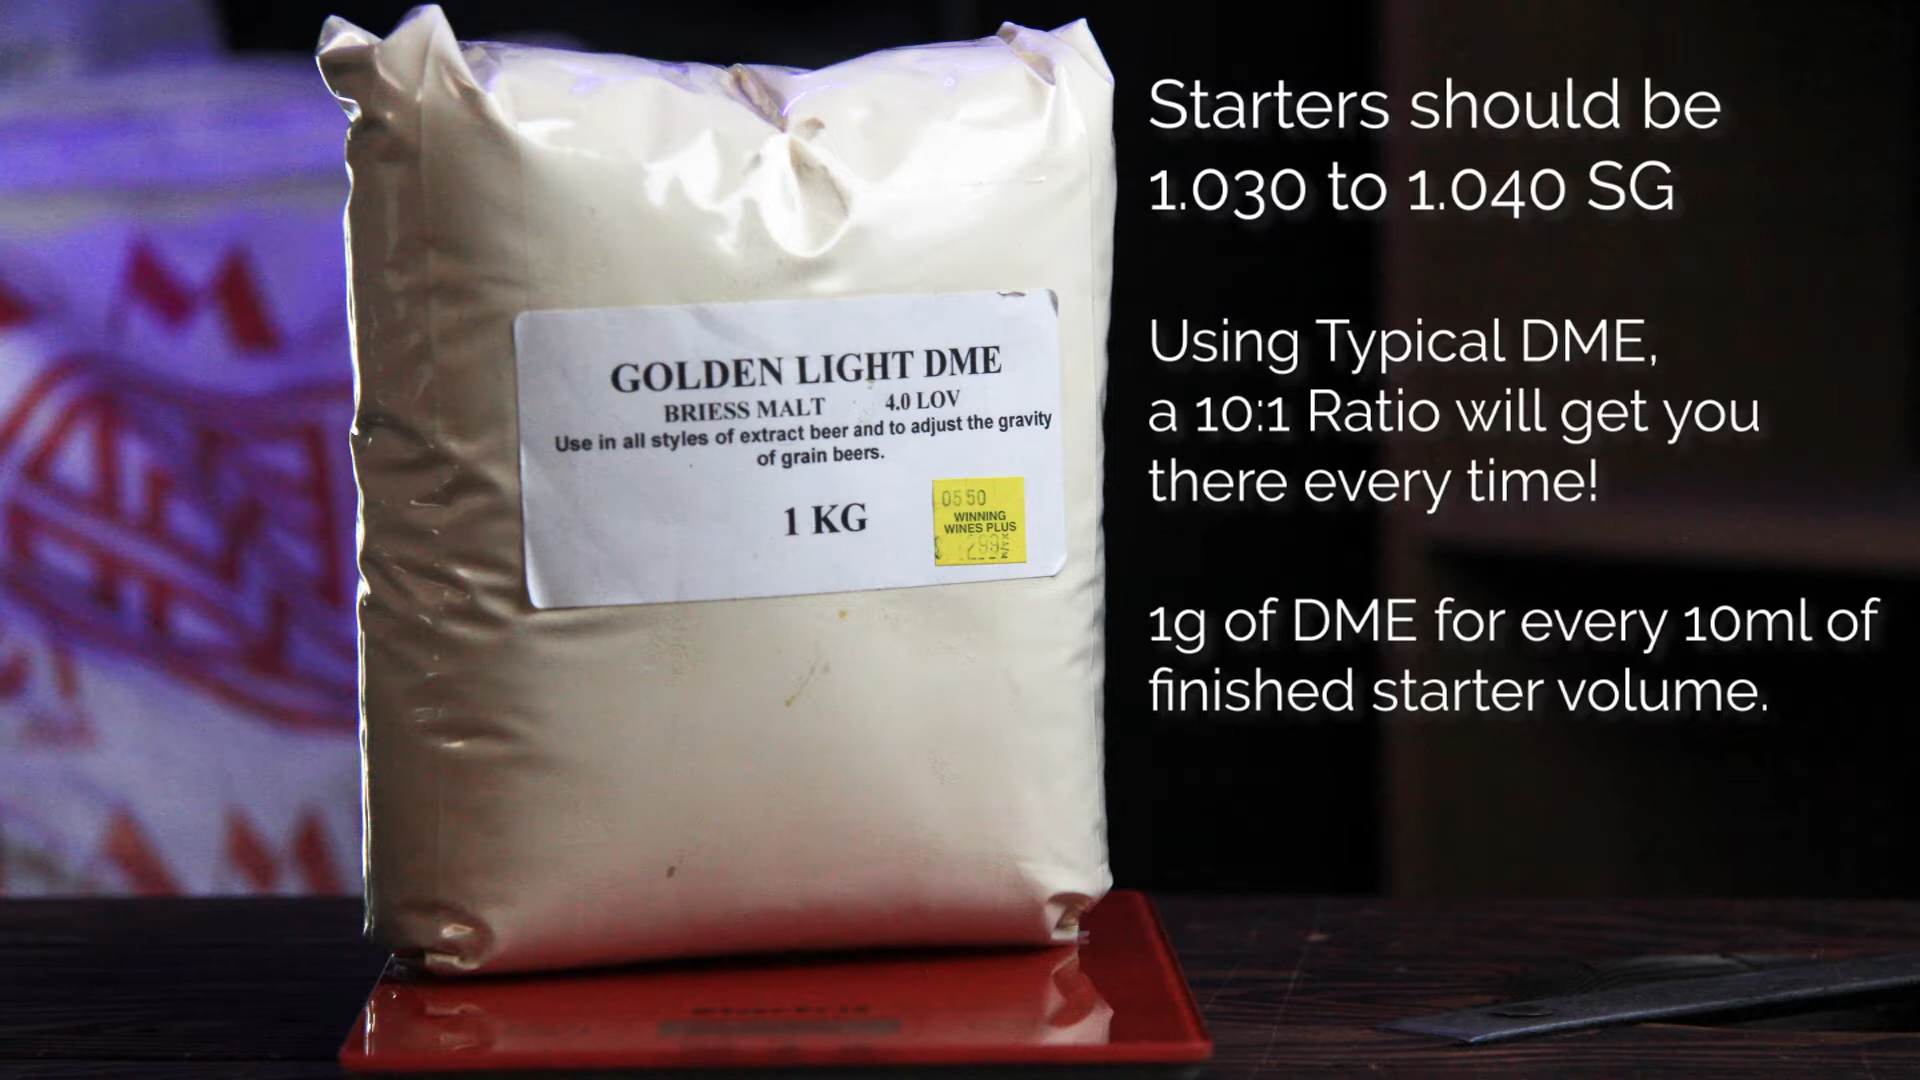 Starters should be
1.030 to 1.040 SG
Using Typical DME,
a 10:1 Ratio will get you
there every time!
1g of DME for every 10ml of
finished starter volume.
GOLDEN LIGHT DME
BRIESS MALT 4.0 LOV
Use in all styles of extract beer and to adjust the gravity
of grain beers.
1 KG
0550
WINNING
WINES PLUS